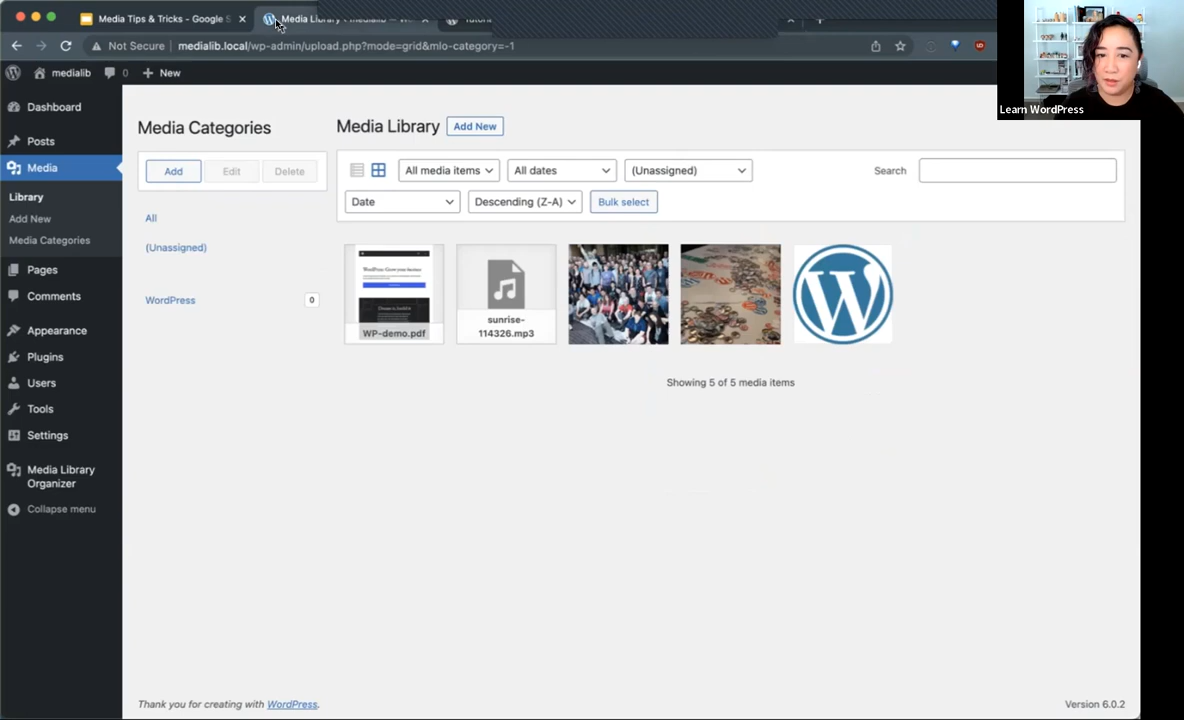 Media Tips & Tricks - Google S
Media Library
Not Secure medialib.local/wp-admin/upload.php?mode=grid&mlo-category=-1
medialib 0 New
Learn WordPress
Dashboard
Posts
Media
Library
Add New
Media Categories
Pages
Comments
Appearance
Plugins
Users
Tools
Settings
Media Library
Organizer
Collapse menu
Media Categories
Add Edit Delete
All
(Unassigned)
WordPress 0
Media Library Add New
All media items All dates (Unassigned) Search
Date Descending (Z-A) Bulk select
WP-demo.pdf
sunrise-
114326.mp3
Showing 5 of 5 media items
Thank you for creating with WordPress.
Version 6.0.2